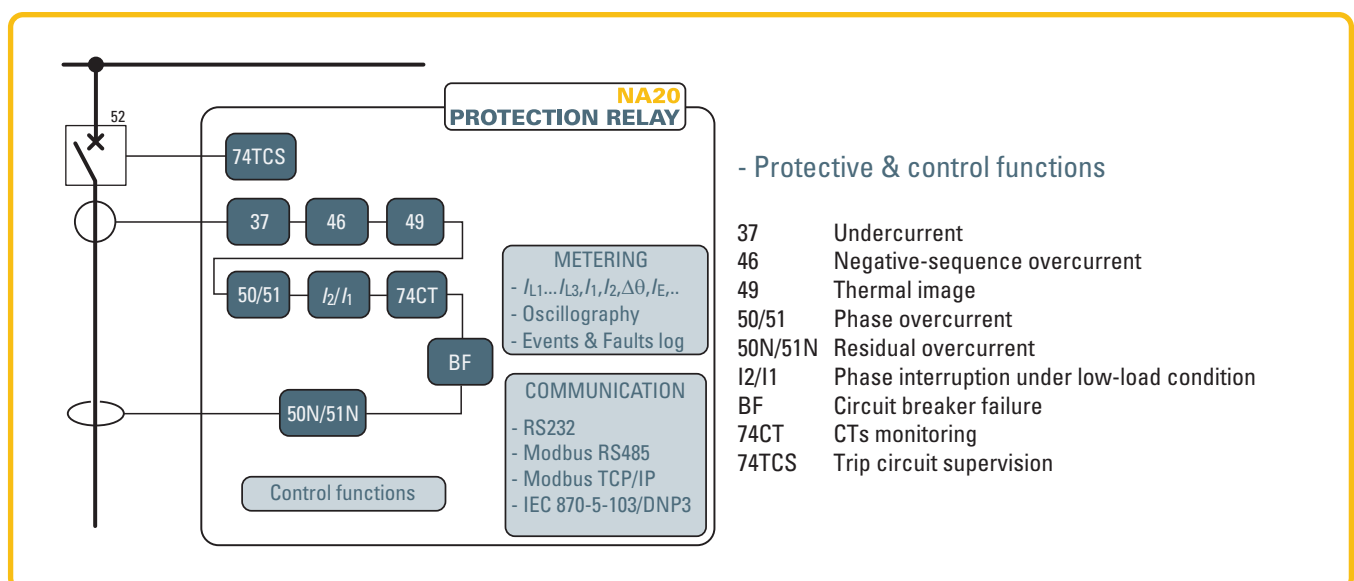 NA20
PROTECTION RELAY
52
74TCS
37 46 49
50/51 I2/I1 74CT
BF
50N/51N
Control functions
METERING
- IL1...IL3,I1,I2,Δθ,IE,..
- Oscillography
- Events & Faults log
COMMUNICATION
- RS232
- Modbus RS485
- Modbus TCP/IP
- IEC 870-5-103/DNP3
- Protective & control functions
37 Undercurrent
46 Negative-sequence overcurrent
49 Thermal image
50/51 Phase overcurrent
50N/51N Residual overcurrent
I2/I1 Phase interruption under low-load condition
BF Circuit breaker failure
74CT CTs monitoring
74TCS Trip circuit supervision